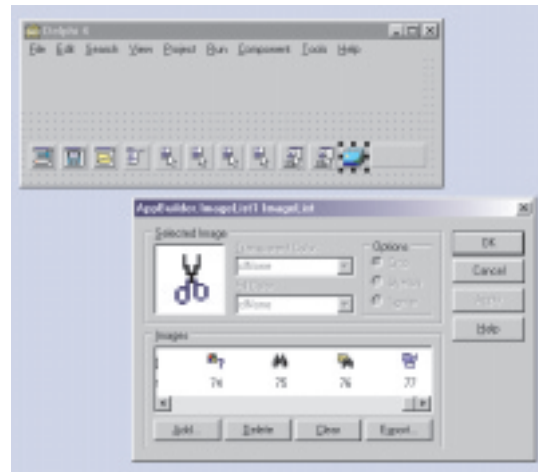 Delphi 4
File Edit Search View Project Run Component Tools Help
AppBuilder.ImageList1 ImageList
Selected Image
Options
OK
Cancel
Apply
Help
Images
74 75 76 77
Add... Delete Clear Export...